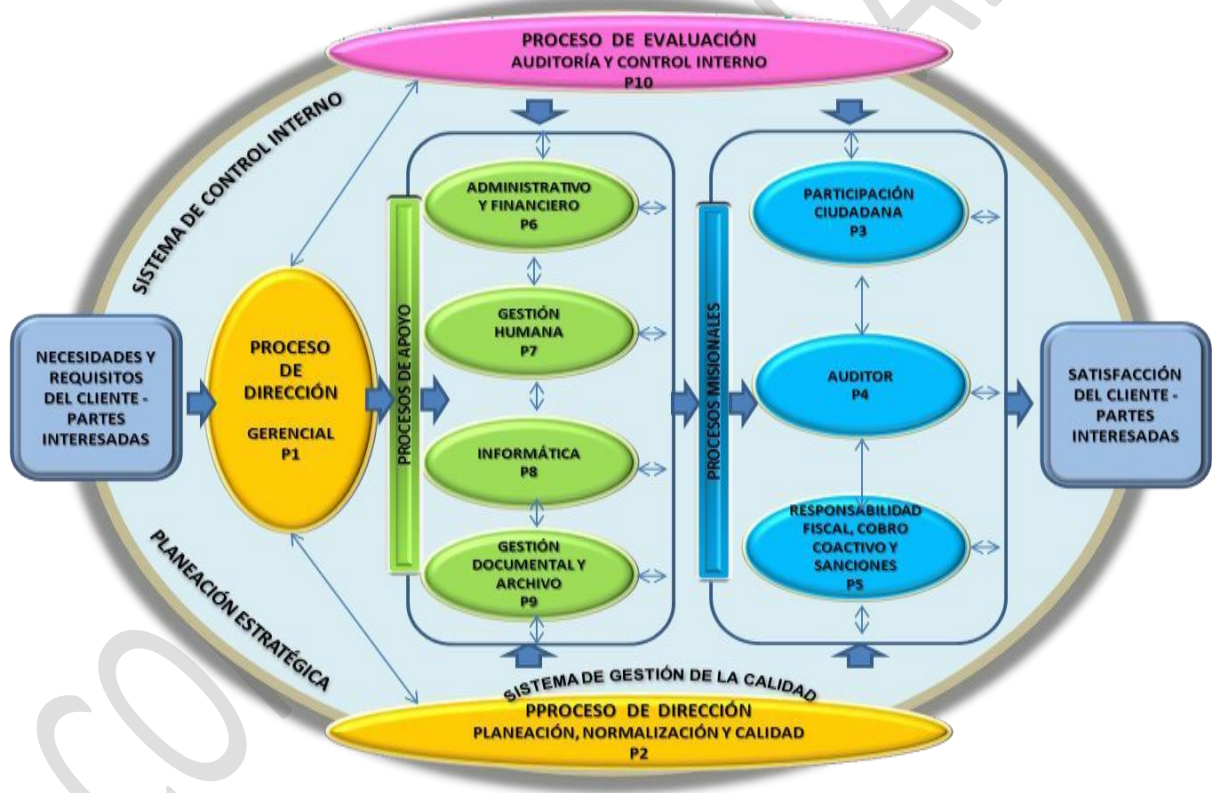 PROCESO DE EVALUACIÓN
AUDITORÍA Y CONTROL INTERNO
P10
SISTEMA DE CONTROL INTERNO
NECESIDADES Y
REQUISITOS
DEL CLIENTE -
PARTES
INTERESADAS
PROCESO
DE
DIRECCIÓN
GERENCIAL
P1
PLANEACIÓN ESTRATÉGICA
PROCESOS DE APOYO
ADMINISTRATIVO
Y FINANCIERO
P6
GESTIÓN
HUMANA
P7
INFORMÁTICA
P8
GESTIÓN
DOCUMENTAL Y
ARCHIVO
P9
PROCESOS MISIONALES
PARTICIPACIÓN
CIUDADANA
P3
AUDITOR
P4
RESPONSABILIDAD
FISCAL, COBRO
COACTIVO Y
SANCIONES
P5
SATISFACCIÓN
DEL CLIENTE -
PARTES
INTERESADAS
SISTEMA DE GESTIÓN DE LA CALIDAD
PPROCESO DE DIRECCIÓN
PLANEACIÓN, NORMALIZACIÓN Y CALIDAD
P2